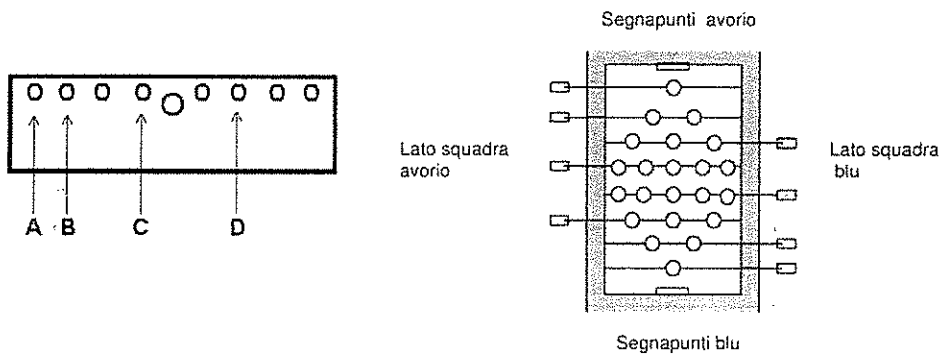 A B C D
Segnapunti avorio
Lato squadra
avorio
Lato squadra
blu
Segnapunti blu